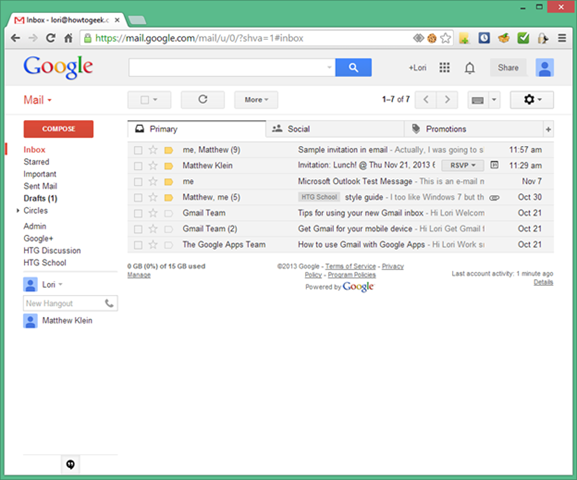 Inbox - lori@howtogeek.c
https://mail.google.com/mail/u/0/?shva=1#inbox
Google
+Lori
Share
Mail
More
1–7 of 7
COMPOSE
Primary
Social
Promotions
+
Inbox
Starred
Important
Sent Mail
Drafts (1)
Circles
Admin
Google+
HTG Discussion
HTG School
Lori
New Hangout
Matthew Klein
me, Matthew (9) Sample invitation in email - Actually, I was going to s 11:57 am
Matthew Klein Invitation: Lunch! @ Thu Nov 21, 2013 6 RSVP 11:29 am
me Microsoft Outlook Test Message - This is an e-mail m Nov 7
Matthew, me (5) HTG School style guide - I too like Windows 7 but th Oct 30
Gmail Team Tips for using your new Gmail inbox - Hi Lori Welcom Oct 21
Gmail Team (2) Get Gmail for your mobile device - Hi Lori Get Gmail f Oct 21
The Google Apps Team How to use Gmail with Google Apps - Hi Lori Work s Oct 21
0 GB (0%) of 15 GB used
Manage
©2013 Google - Terms of Service - Privacy
Policy - Program Policies
Powered by Google
Last account activity: 1 minute ago
Details